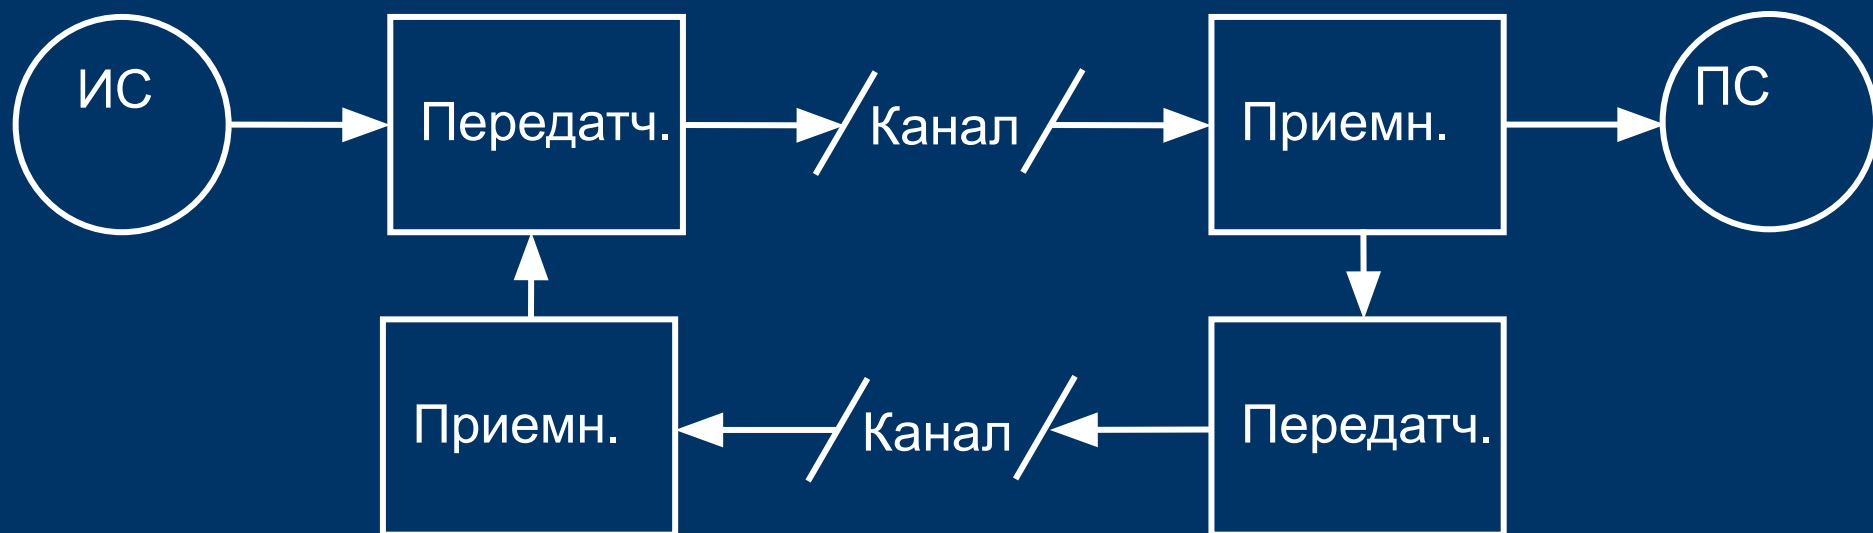 ИС
Передатч.
Канал
Приемн.
ПС
Приемн.
Канал
Передатч.